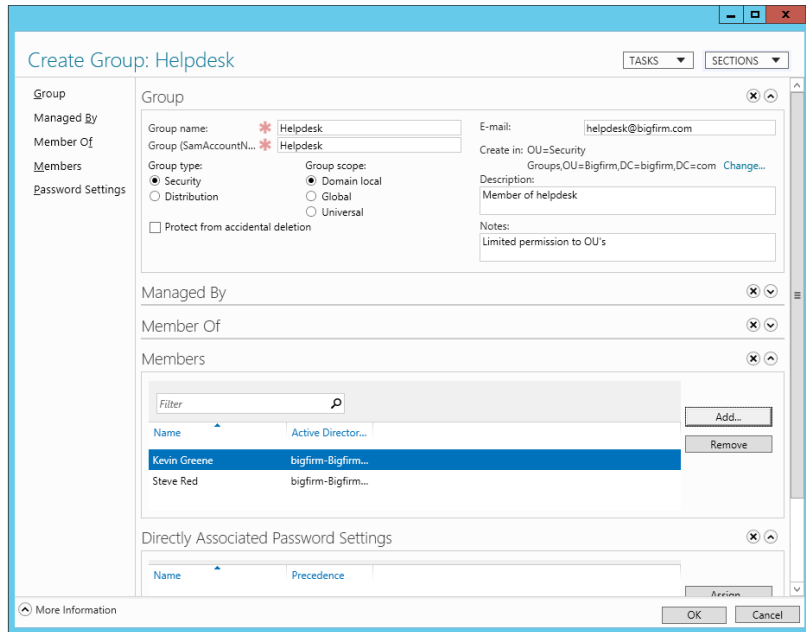 Create Group: Helpdesk
TASKS
SECTIONS
Group
Managed By
Member Of
Members
Password Settings
Group
Group name: Helpdesk
Group (SamAccountN... Helpdesk
Group type:
Security
Distribution
Group scope:
Domain local
Global
Universal
Protect from accidental deletion
E-mail: helpdesk@bigfirm.com
Create in: OU=Security
Groups,OU=Bigfirm,DC=bigfirm,DC=com Change...
Description:
Member of helpdesk
Notes:
Limited permission to OU's
Managed By
Member Of
Members
Filter
Name Active Director...
Kevin Greene bigfirm-Bigfirm...
Steve Red bigfirm-Bigfirm...
Add...
Remove
Directly Associated Password Settings
Name Precedence
Assign
More Information
OK
Cancel